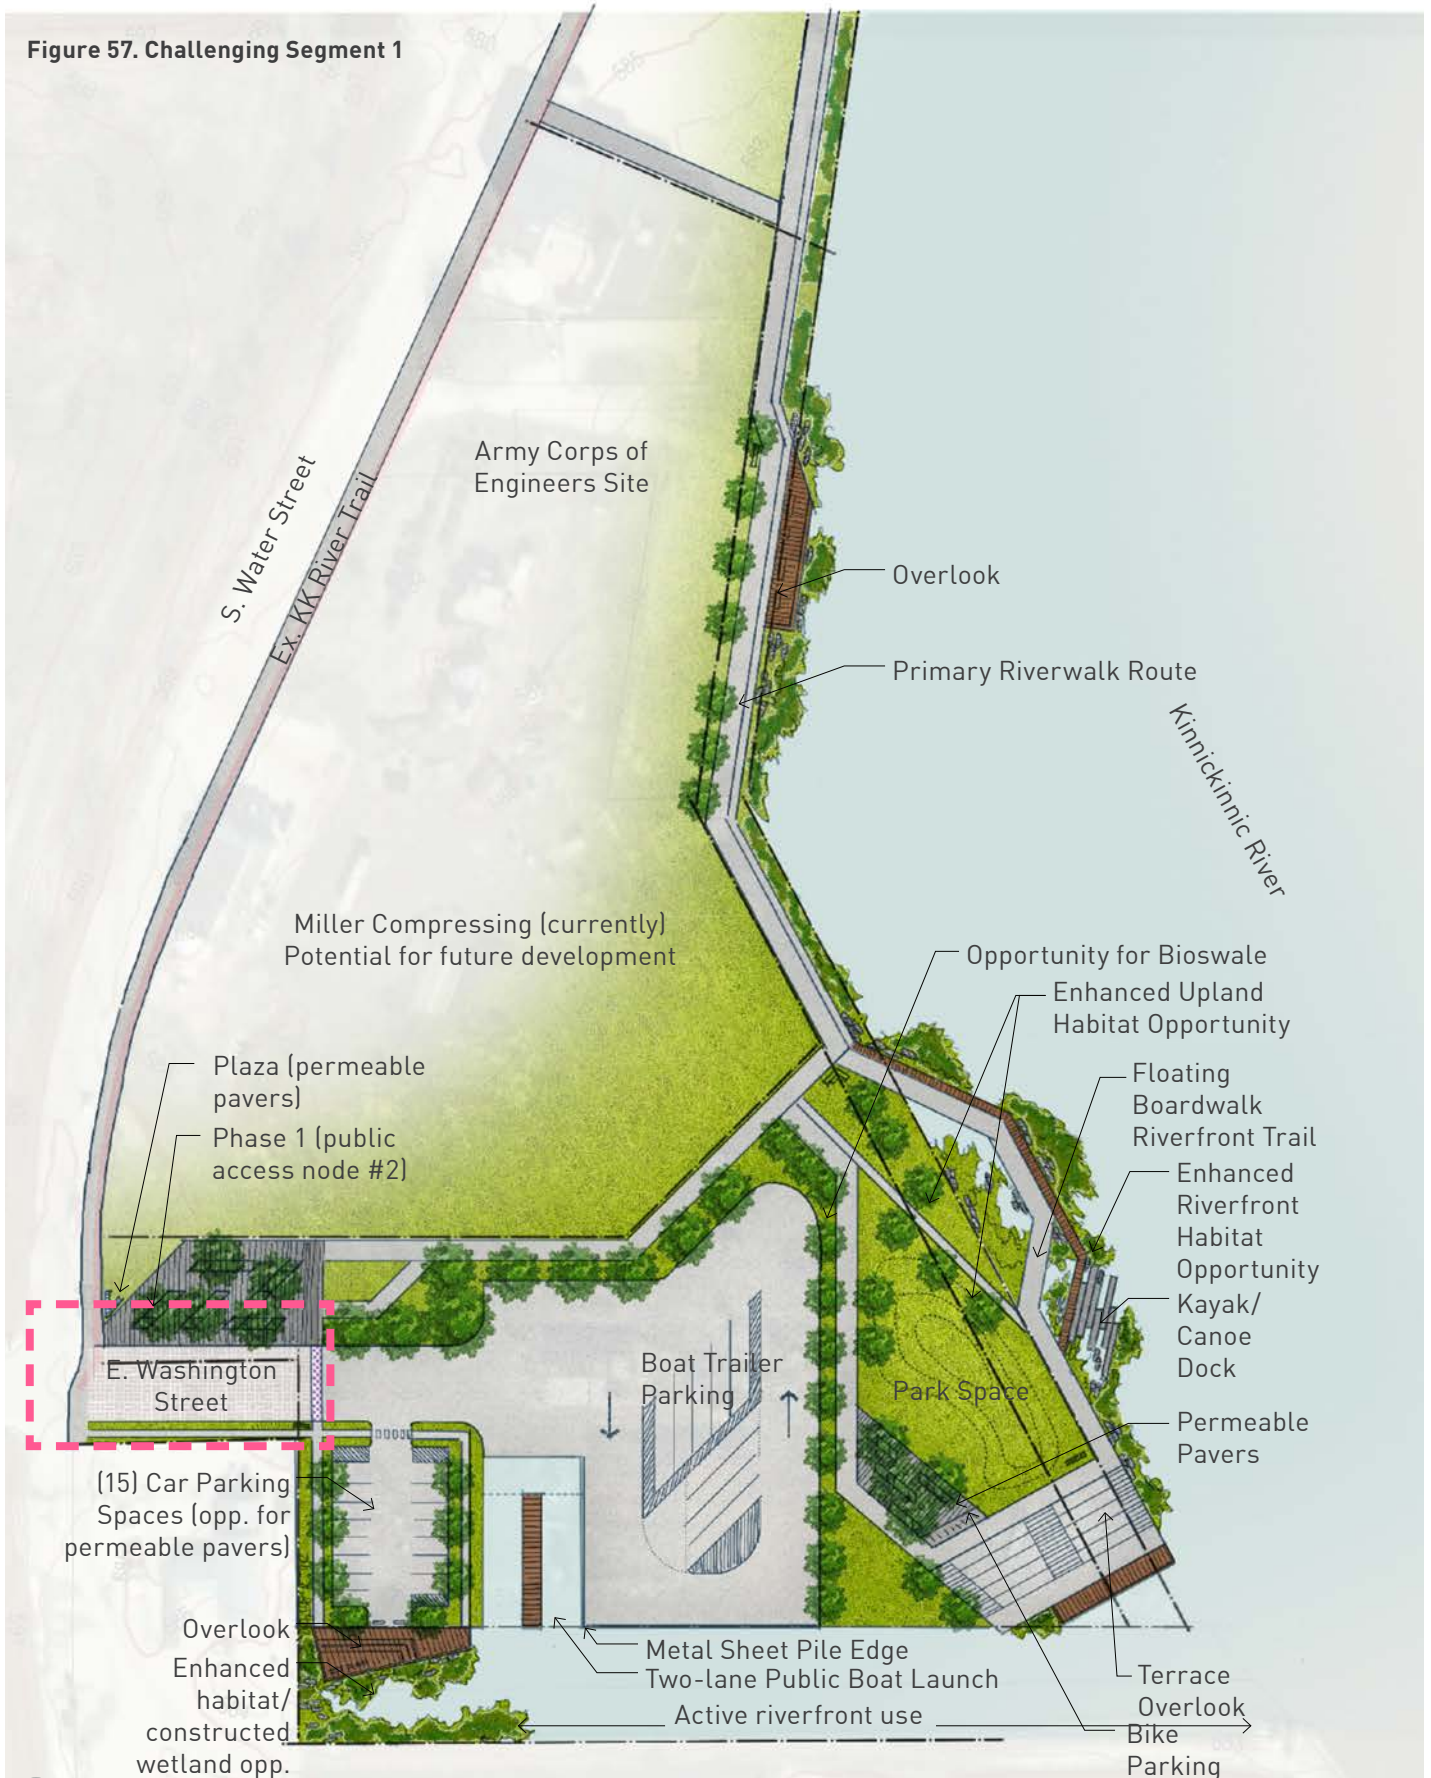 Figure 57. Challenging Segment 1
Army Corps of
Engineers Site
S. Water Street
Ex. KK River Trail
Overlook
Primary Riverwalk Route
Kinnickinnic River
Miller Compressing (currently)
Potential for future development
Opportunity for Bioswale
Enhanced Upland
Habitat Opportunity
Plaza (permeable
pavers)
Floating
Boardwalk
Riverfront Trail
Phase 1 (public
access node #2)
Enhanced
Riverfront
Habitat
Opportunity
Kayak/
Canoe
Dock
E. Washington
Street
Boat Trailer
Parking
Park Space
Permeable
Pavers
(15) Car Parking
Spaces (opp. for
permeable pavers)
Overlook
Enhanced
habitat/
constructed
wetland opp.
Metal Sheet Pile Edge
Two-lane Public Boat Launch
Active riverfront use
Terrace
Overlook
Bike
Parking